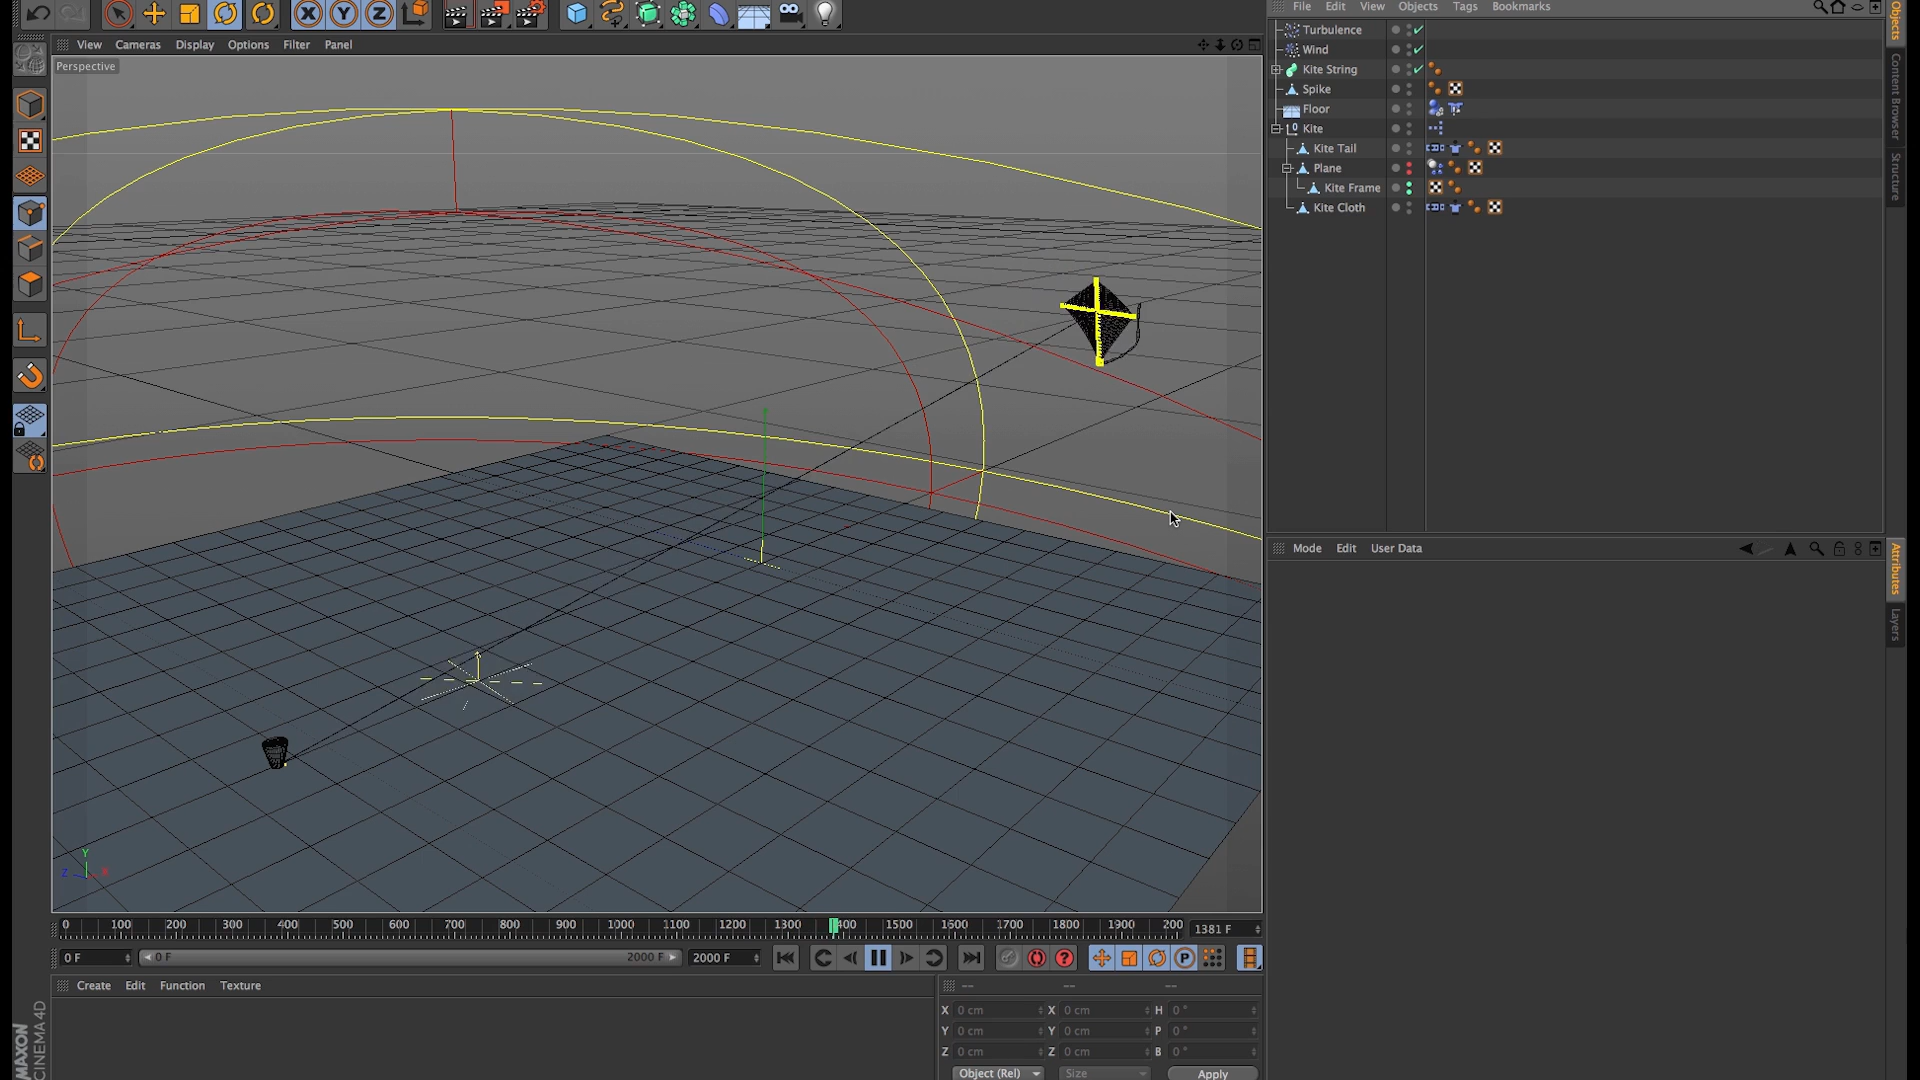 File Edit View Objects Tags Bookmarks
View Cameras Display Options Filter Panel
Perspective
Turbulence
Wind
Kite String
Spike
Floor
Kite
Kite Tail
Plane
Kite Frame
Kite Cloth
Objects
Content Browser
Structure
Mode Edit User Data
Attributes
Layers
X Y Z
Y
Z X
0 100 200 300 400 500 600 700 800 900 1000 1100 1200 1300 400 1500 1600 1700 1800 1900 200 1381 F
0 F 0 F 2000 F 2000 F
P
Create Edit Function Texture
-- -- --
X 0 cm X 0 cm H 0 °
Y 0 cm Y 0 cm P 0 °
Z 0 cm Z 0 cm B 0 °
Object (Rel) Size Apply
MAXON
CINEMA 4D